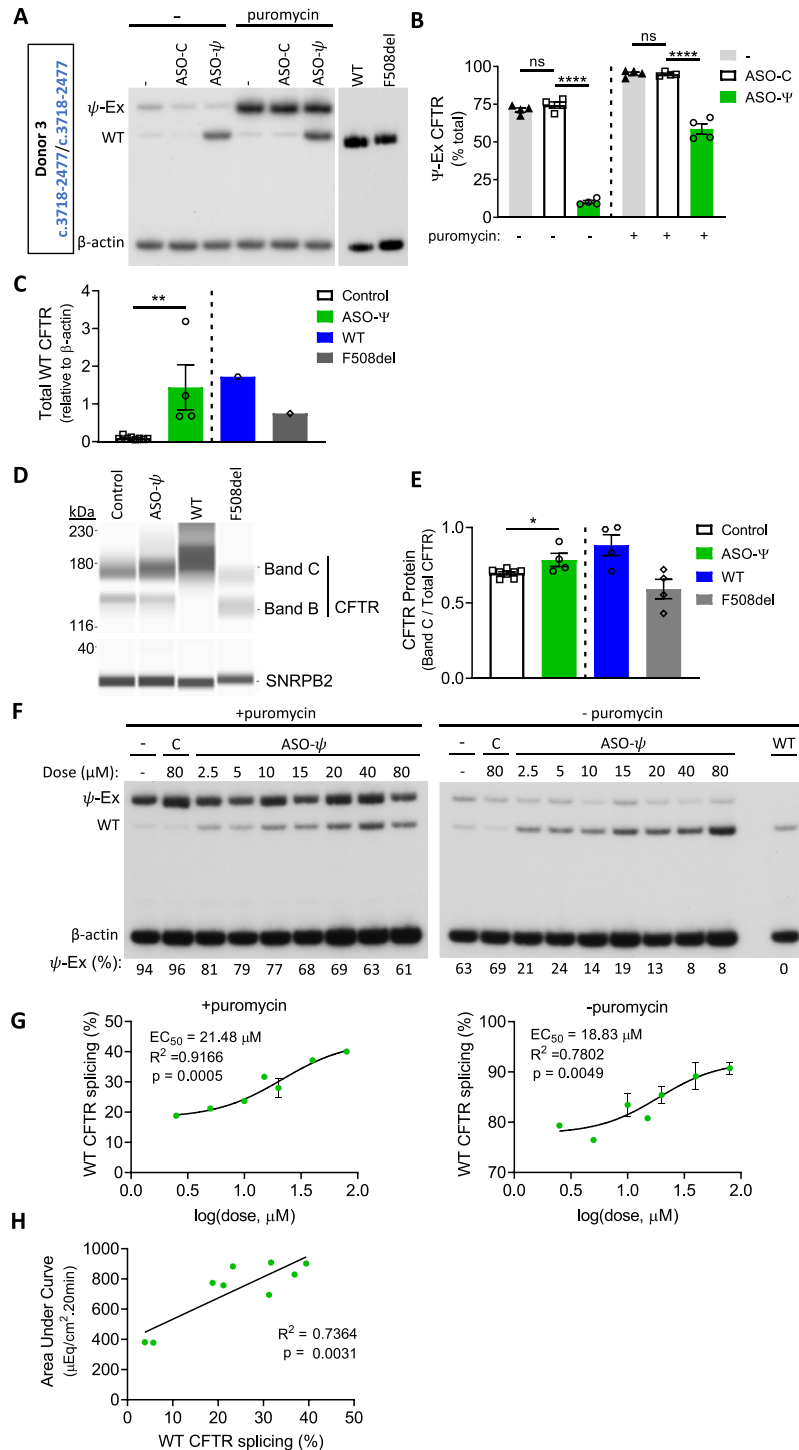 A
–
puromycin
-
ASO-C
ASO-ψ
-
ASO-C
ASO-ψ
WT
F508del
ψ-Ex
WT
β-actin
Donor 3
c.3718-2477/c.3718-2477
B
Ψ-Ex CFTR
(% total)
100
75
50
25
0
ns
****
ns
****
puromycin: - - - + + +
-
ASO-C
ASO-Ψ
C
Total WT CFTR
(relative to β-actin)
4
3
2
1
0
**
Control
ASO-Ψ
WT
F508del
D
Control
ASO-ψ
WT
F508del
kDa
230
180
116
40
Band C
Band B
CFTR
SNRPB2
E
CFTR Protein
(Band C / Total CFTR)
1.0
0.5
0.0
*
Control
ASO-Ψ
WT
F508del
F
+puromycin
- C ASO-ψ
Dose (μM): - 80 2.5 5 10 15 20 40 80
ψ-Ex
WT
β-actin
ψ-Ex (%): 94 96 81 79 77 68 69 63 61
- puromycin
- C ASO-ψ WT
- 80 2.5 5 10 15 20 40 80
63 69 21 24 14 19 13 8 8 0
G
+puromycin
WT CFTR splicing (%)
50
40
30
20
10
0
EC50 = 21.48 μM
R2 =0.9166
p = 0.0005
0.0 0.5 1.0 1.5 2.0
log(dose, μM)
-puromycin
WT CFTR splicing (%)
100
90
80
70
EC50 = 18.83 μM
R2 = 0.7802
p = 0.0049
0.0 0.5 1.0 1.5 2.0
log(dose, μM)
H
Area Under Curve
(μEq/cm2.20min)
1000
800
600
400
200
0
R2 = 0.7364
p = 0.0031
0 10 20 30 40 50
WT CFTR splicing (%)